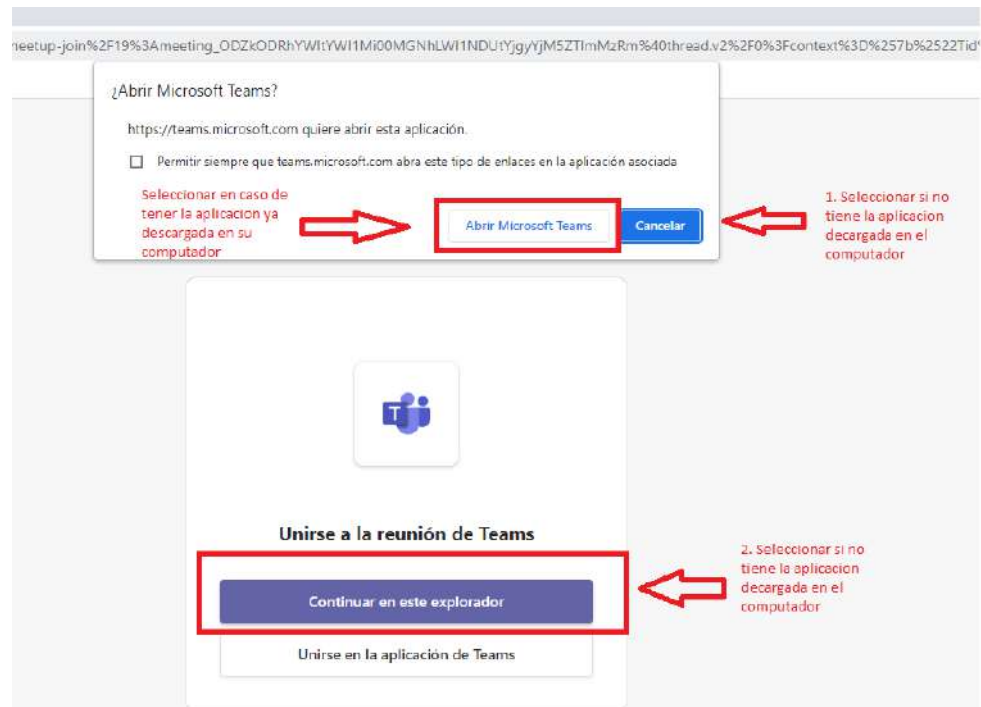 neetup-join%2F19%3Ameeting_ODZkODRhYWItYWI1Mi00MGNhLWI1NDUtYjgyYjM5ZTlmMzRm%40thread.v2%2F0%3Fcontext%3D%257b%2522Tid%
¿Abrir Microsoft Teams?
https://teams.microsoft.com quiere abrir esta aplicación.
Permitir siempre que teams.microsoft.com abra este tipo de enlaces en la aplicación asociada
Seleccionar en caso de
tener la aplicacion ya
descargada en su
computador
Abrir Microsoft Teams
Cancelar
1. Seleccionar si no
tiene la aplicacion
decargada en el
computador
T
Unirse a la reunión de Teams
Continuar en este explorador
Unirse en la aplicación de Teams
2. Seleccionar si no
tiene la aplicacion
decargada en el
computador